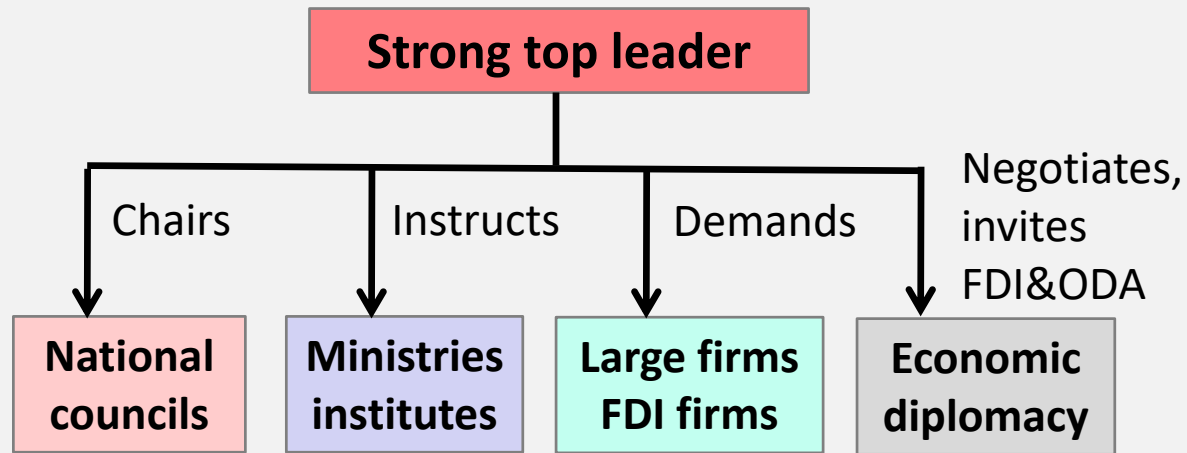 Strong top leader
Chairs
Instructs
Demands
Negotiates,
invites
FDI&ODA
National
councils
Ministries
institutes
Large firms
FDI firms
Economic
diplomacy